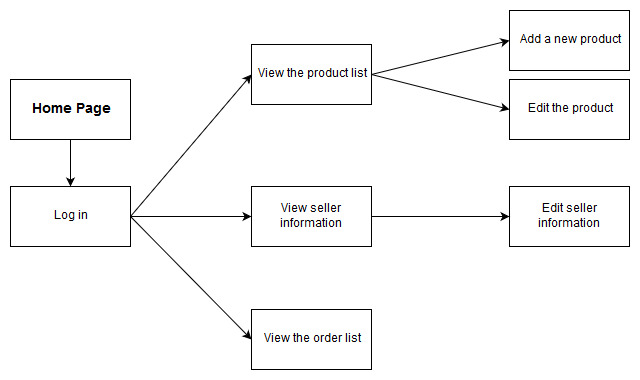 Home Page
Log in
View the product list
Add a new product
Edit the product
View seller
information
Edit seller
information
View the order list